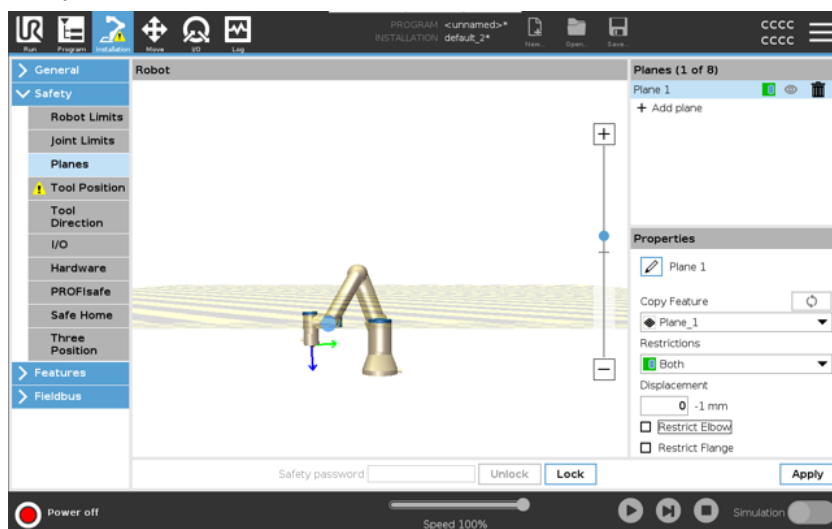 UR
PROGRAM <unnamed>*
INSTALLATION default_2*
cccc
cccc
Run
Program
Installation
Move
I/O
Log
New...
Open...
Save...
General
Safety
Robot Limits
Joint Limits
Planes
Tool Position
Tool
Direction
I/O
Hardware
PROFIsafe
Safe Home
Three
Position
Features
Fieldbus
Robot
+
−
Planes (1 of 8)
Plane 1
+ Add plane
Properties
Plane 1
Copy Feature
Plane_1
Restrictions
Both
Displacement
0 -1 mm
Restrict Elbow
Restrict Flange
Safety password
Unlock
Lock
Apply
Power off
Speed 100%
Simulation